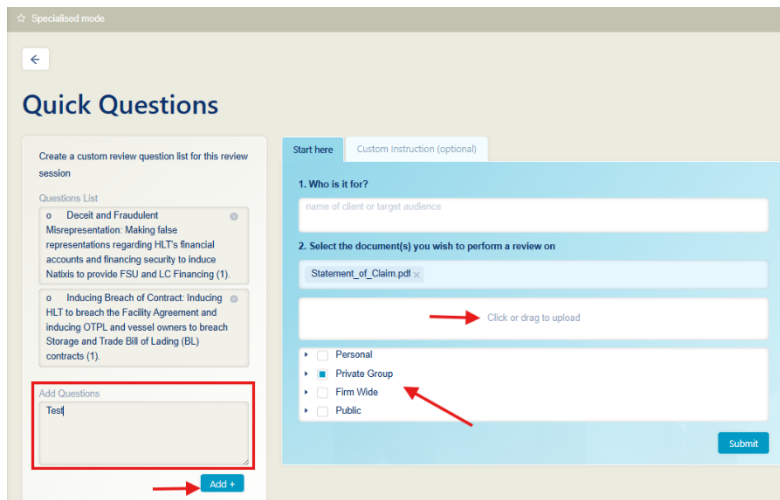 Specialised mode
Quick Questions
Create a custom review question list for this review
session
Questions List
o Deceit and Fraudulent
Misrepresentation: Making false
representations regarding HLT's financial
accounts and financing security to induce
Natixis to provide FSU and LC Financing (1).
o Inducing Breach of Contract: Inducing
HLT to breach the Facility Agreement and
inducing OTPL and vessel owners to breach
Storage and Trade Bill of Lading (BL)
contracts (1).
Add Questions
Test
Add +
Start here
Custom Instruction (optional)
1. Who is it for?
name of client or target audience
2. Select the document(s) you wish to perform a review on
Statement_of_Claim.pdf ×
Click or drag to upload
Personal
Private Group
Firm Wide
Public
Submit